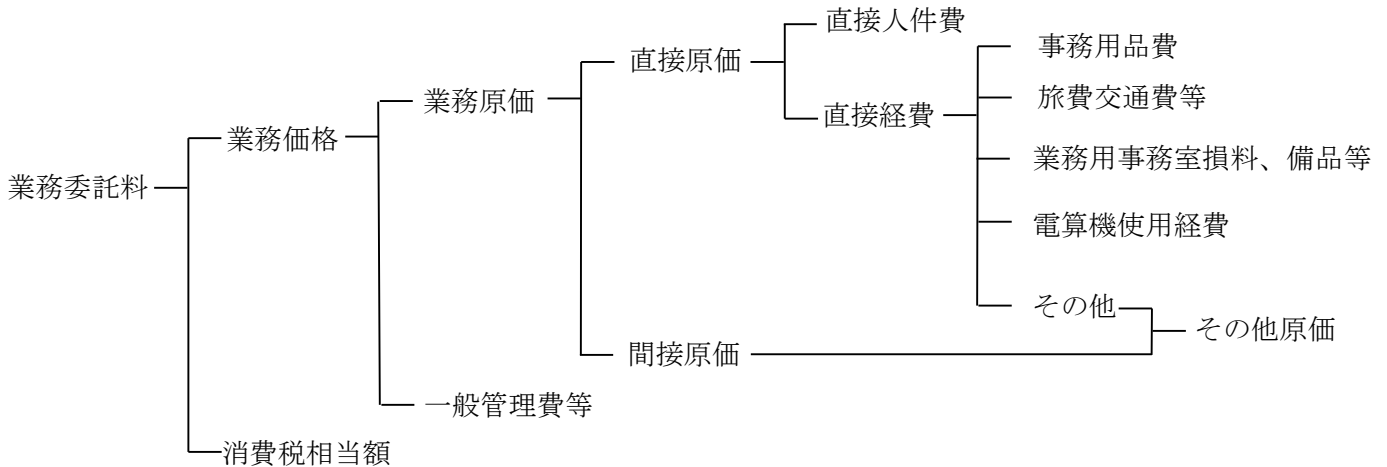 業務委託料
業務価格
業務原価
直接原価
直接人件費
直接経費
事務用品費
旅費交通費等
業務用事務室損料、備品等
電算機使用経費
その他
その他原価
間接原価
一般管理費等
消費税相当額